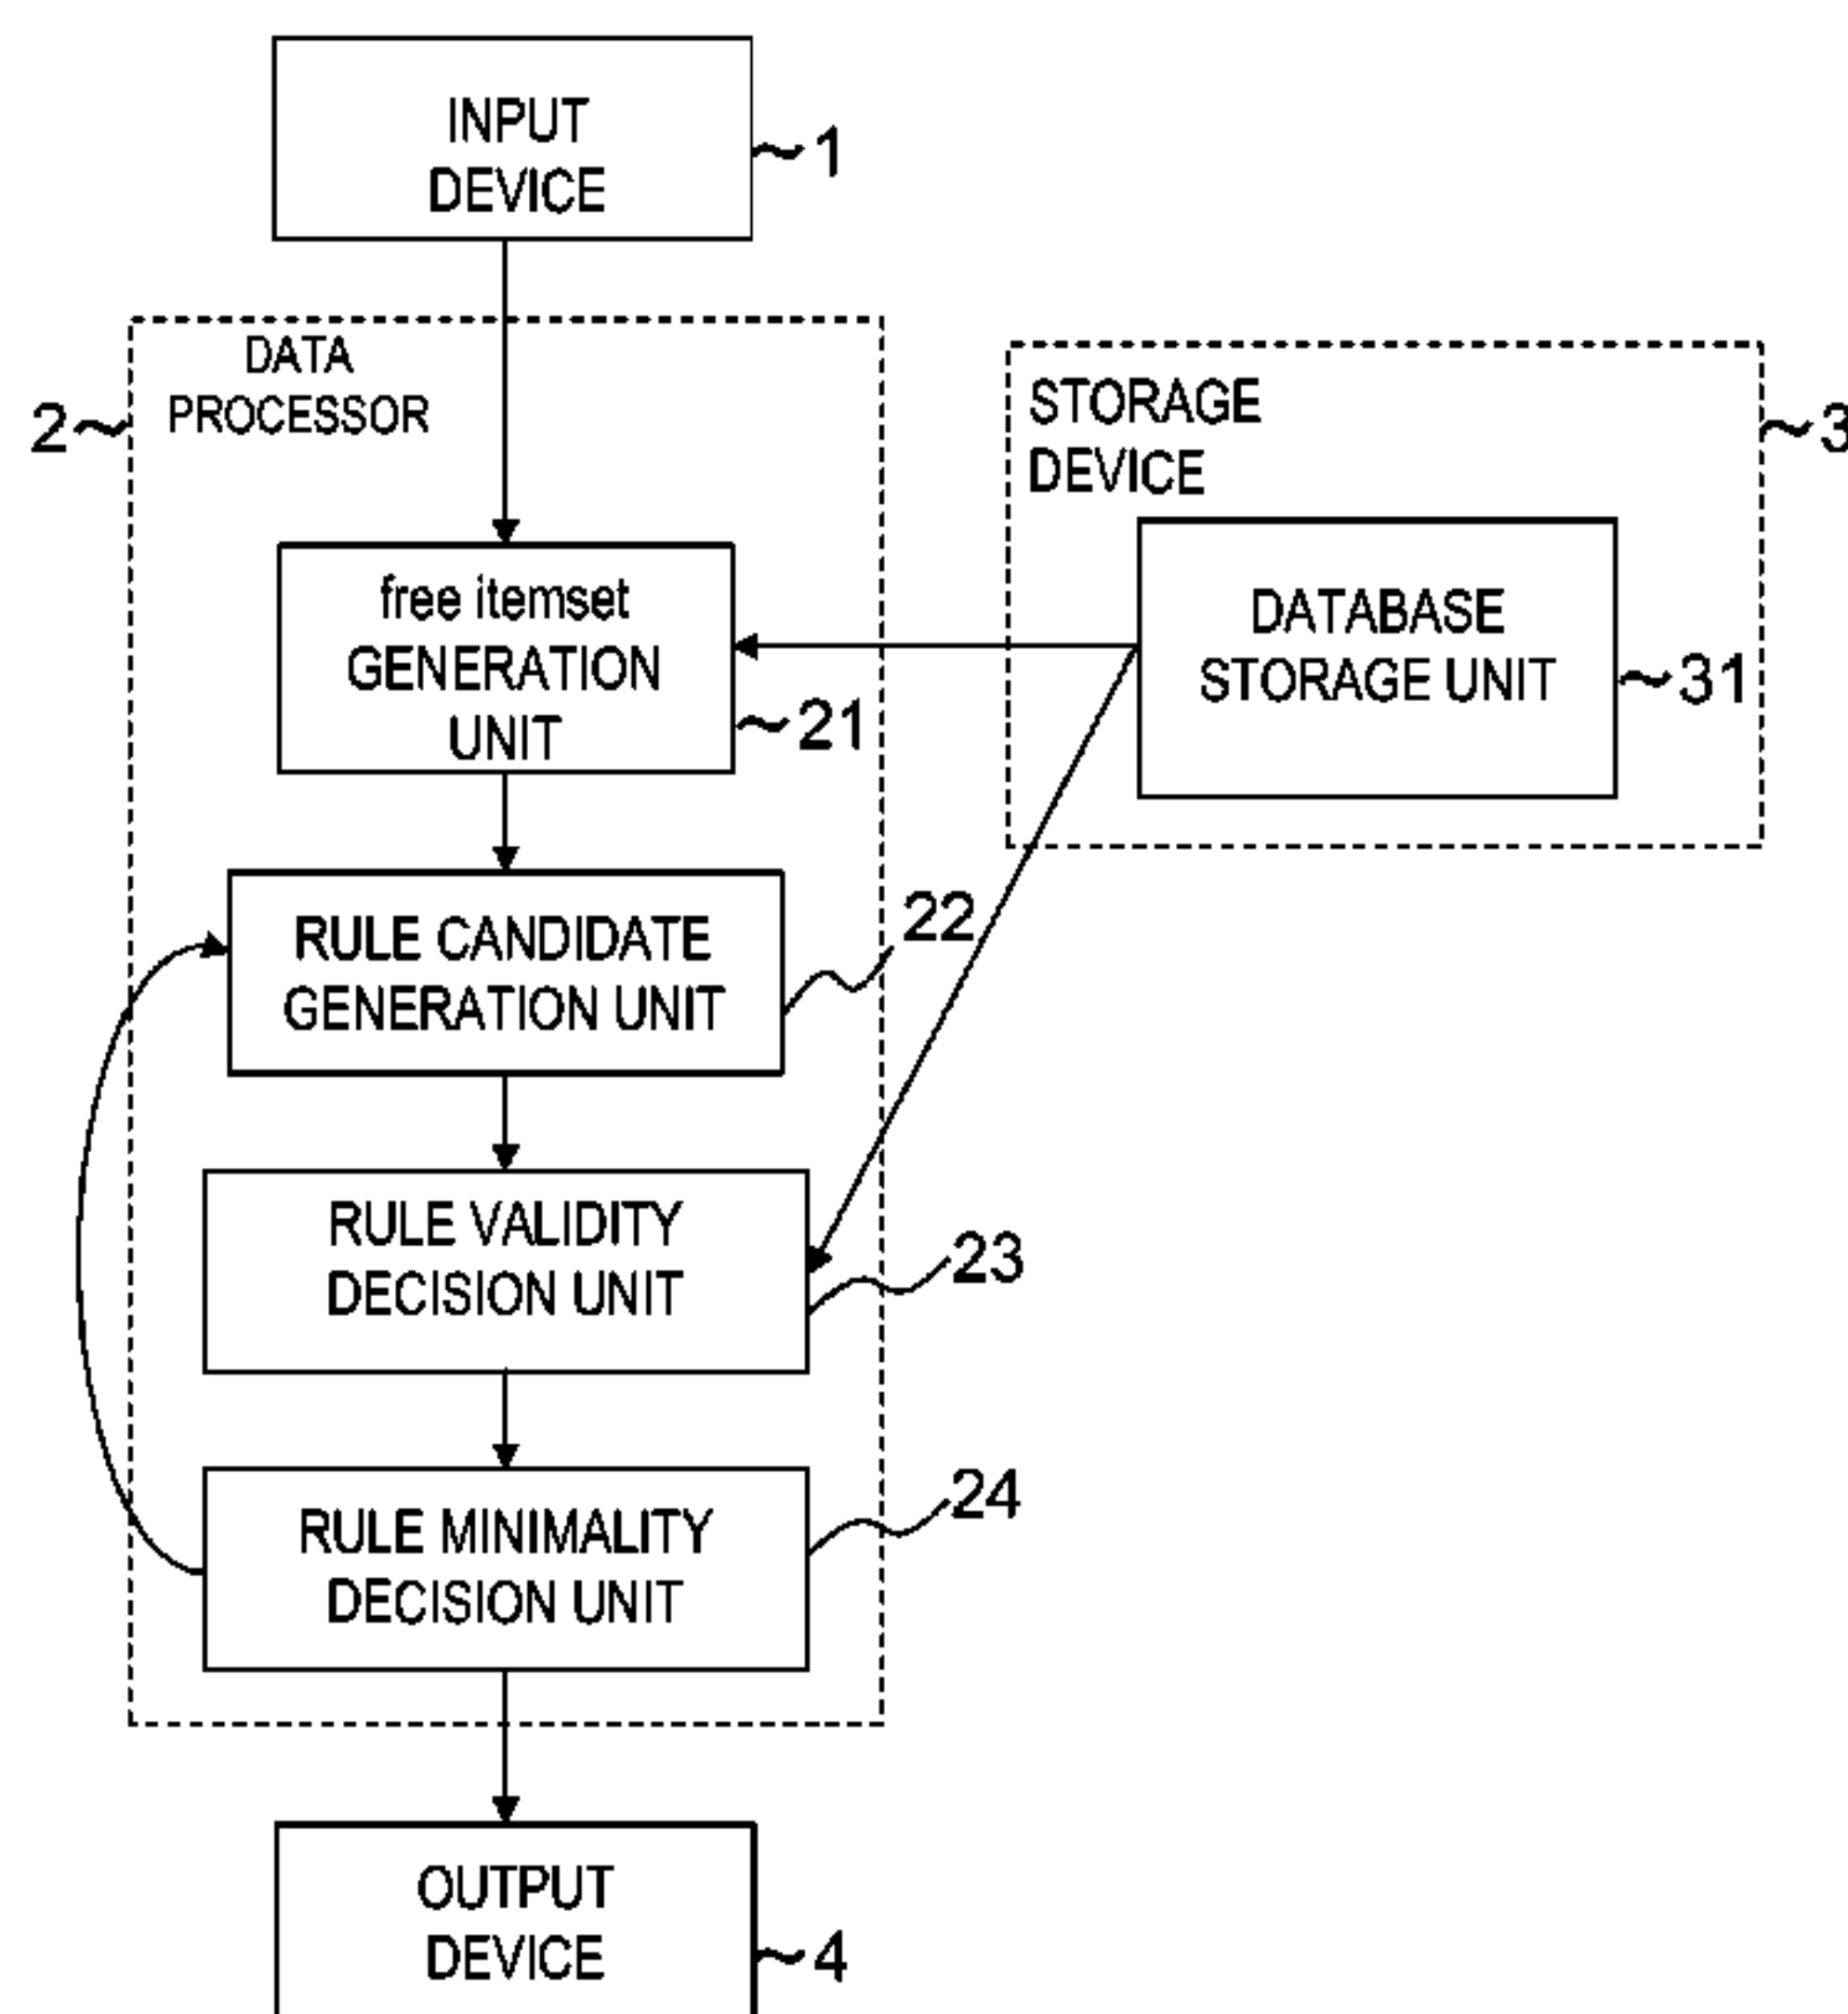 INPUT
DEVICE
~1
DATA
PROCESSOR
2~
STORAGE
DEVICE
~3
free itemset
GENERATION
UNIT
~21
DATABASE
STORAGE UNIT
~31
RULE CANDIDATE
GENERATION UNIT
22
RULE VALIDITY
DECISION UNIT
23
RULE MINIMALITY
DECISION UNIT
24
OUTPUT
DEVICE
~4